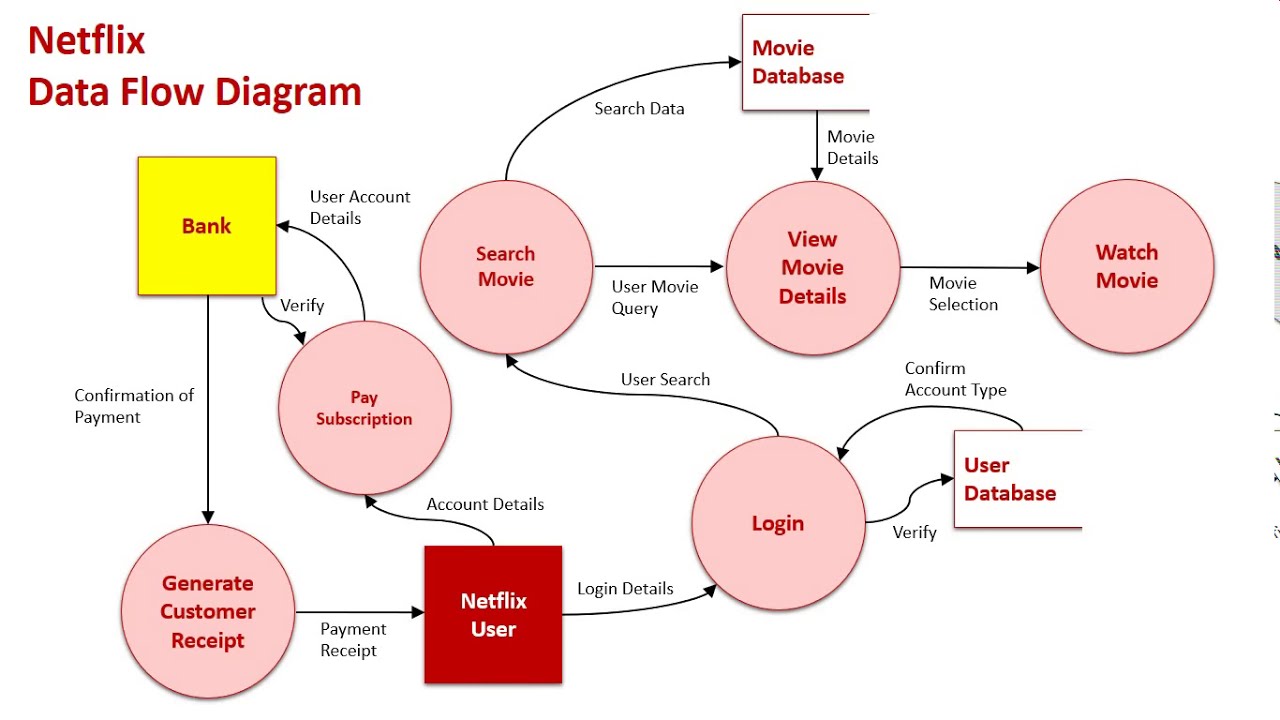 Netflix
Data Flow Diagram
Movie
Database
Search Data
Movie
Details
Bank
User Account
Details
Verify
Search
Movie
User Movie
Query
View
Movie
Details
Movie
Selection
Watch
Movie
Confirmation of
Payment
Pay
Subscription
User Search
Confirm
Account Type
User
Database
Login
Verify
Account Details
Generate
Customer
Receipt
Payment
Receipt
Netflix
User
Login Details